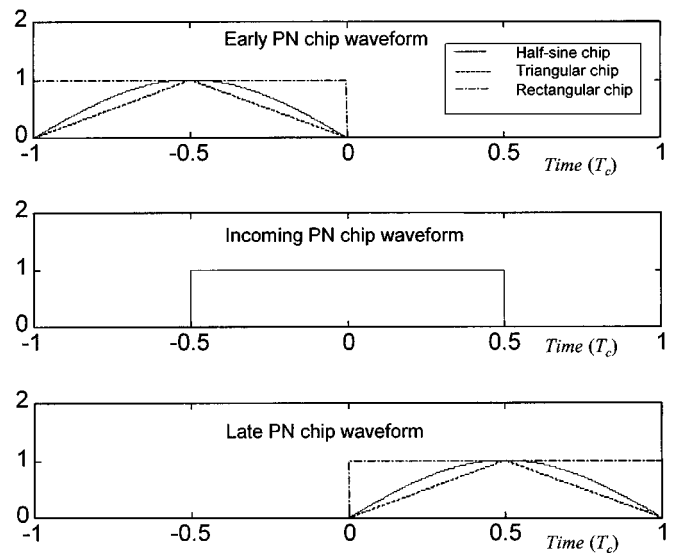 2
Early PN chip waveform
Half-sine chip
Triangular chip
Rectangular chip
1
0
-1 -0.5 0 0.5 1
Time (Tc)
2
Incoming PN chip waveform
1
0
-1 -0.5 0 0.5 1
Time (Tc)
2
Late PN chip waveform
1
0
-1 -0.5 0 0.5 1
Time (Tc)